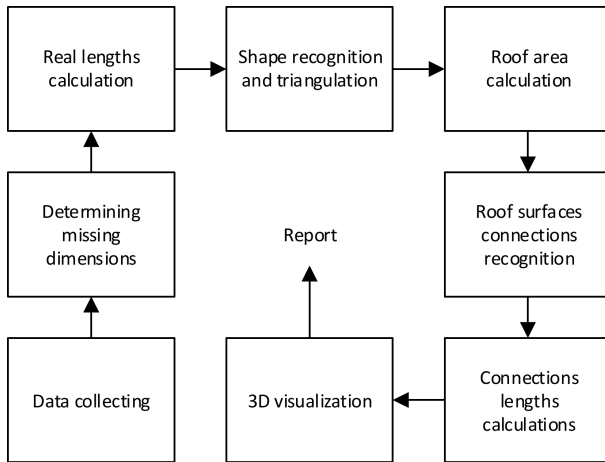 Real lengths
calculation
Shape recognition
and triangulation
Roof area
calculation
Determining
missing
dimensions
Report
Roof surfaces
connections
recognition
Data collecting
3D visualization
Connections
lengths
calculations